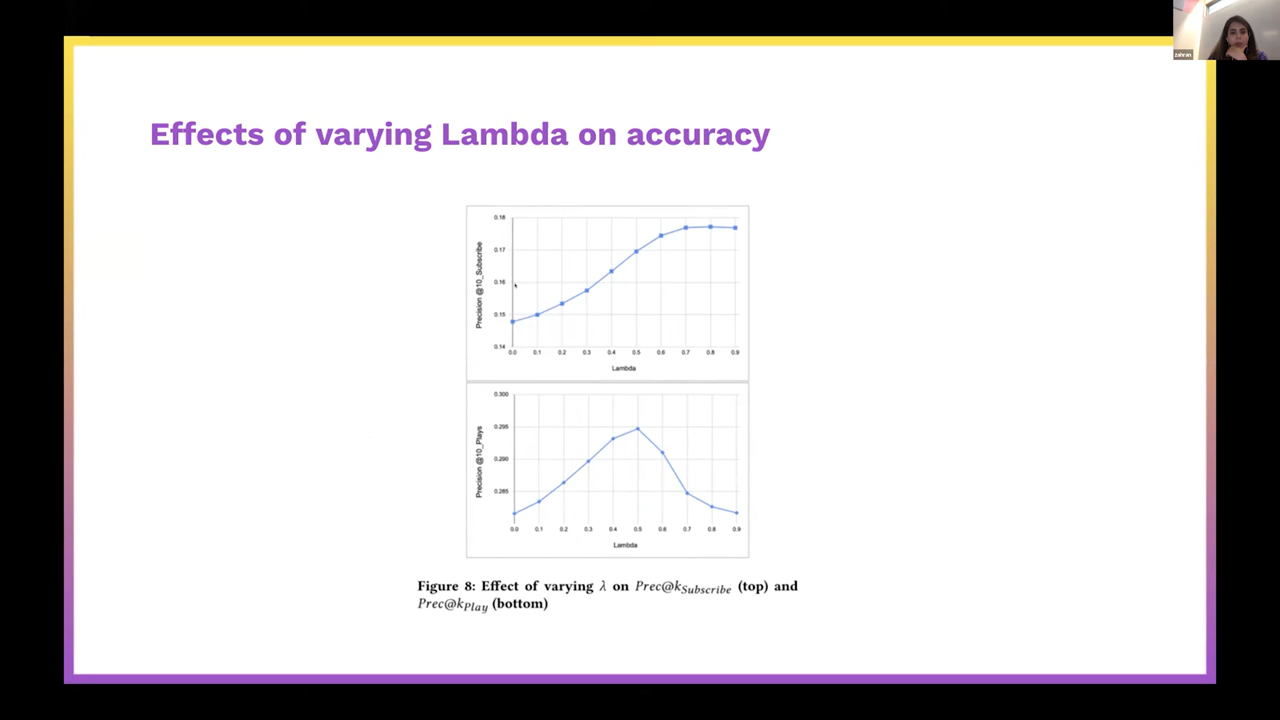 zahran
Effects of varying Lambda on accuracy
0.18
0.17
0.16
0.15
0.14
Precision @10_Subscribe
0.0 0.1 0.2 0.3 0.4 0.5 0.6 0.7 0.8 0.9
Lambda
0.300
0.295
0.290
0.285
Precision @10_Plays
0.0 0.1 0.2 0.3 0.4 0.5 0.6 0.7 0.8 0.9
Lambda
Figure 8: Effect of varying λ on Prec@kSubscribe (top) and
Prec@kPlay (bottom)